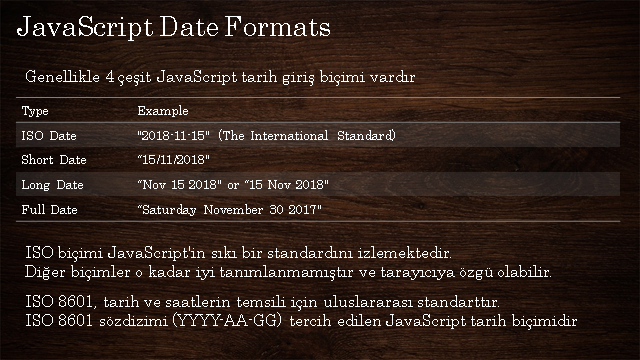 JavaScript Date Formats
Genellikle 4 çeşit JavaScript tarih giriş biçimi vardır
Type Example
ISO Date "2018-11-15" (The International Standard)
Short Date “15/11/2018"
Long Date “Nov 15 2018" or “15 Nov 2018"
Full Date “Saturday November 30 2017"
ISO biçimi JavaScript'in sıkı bir standardını izlemektedir.
Diğer biçimler o kadar iyi tanımlanmamıştır ve tarayıcıya özgü olabilir.
ISO 8601, tarih ve saatlerin temsili için uluslararası standarttır.
ISO 8601 sözdizimi (YYYY-AA-GG) tercih edilen JavaScript tarih biçimidir